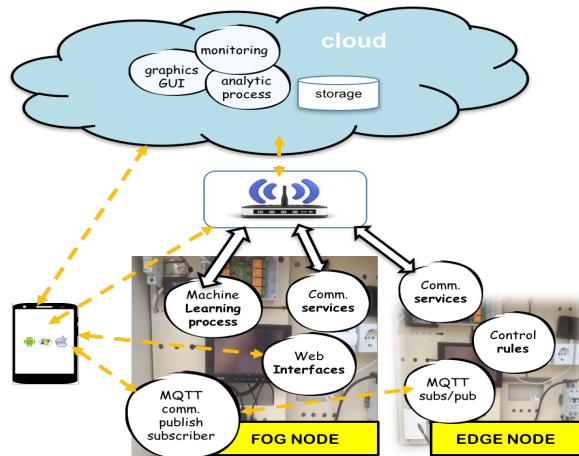 cloud
monitoring
graphics
GUI
analytic
process
storage
Machine
Learning
process
Comm.
services
Comm.
services
Web
Interfaces
Control
rules
MQTT
comm.
publish
subscriber
MQTT
subs/pub
FOG NODE
EDGE NODE